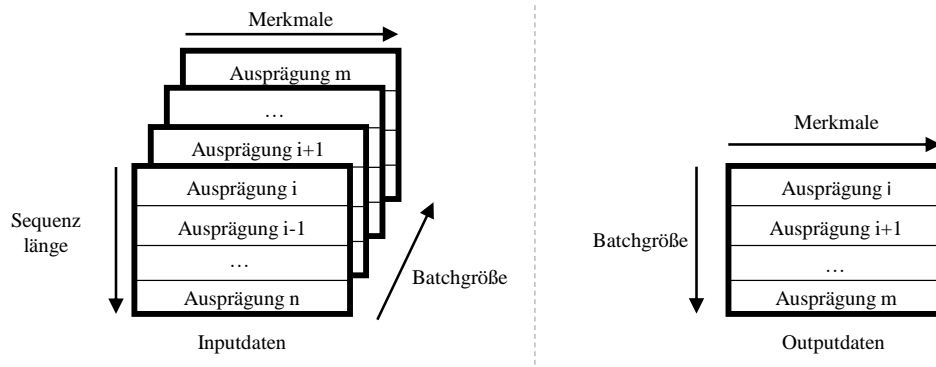 Merkmale
Ausprägung m
…
Ausprägung i+1
Ausprägung i
Ausprägung i-1
…
Ausprägung n
Sequenz
länge
Batchgröße
Inputdaten
Merkmale
Ausprägung i
Ausprägung i+1
…
Ausprägung m
Batchgröße
Outputdaten